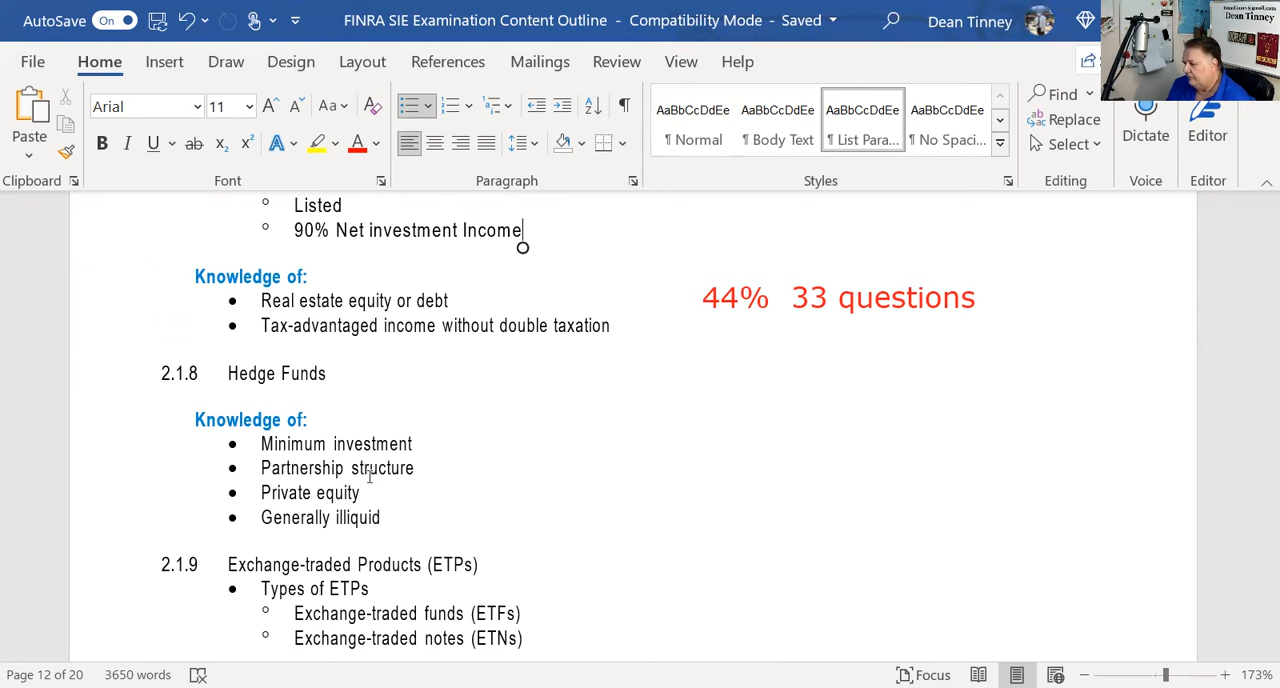 AutoSave On
FINRA SIE Examination Content Outline - Compatibility Mode - Saved
Dean Tinney
File Home Insert Draw Design Layout References Mailings Review View Help
Dean Tinney
Paste
Arial 11
Aa
AaBbCcDdEe AaBbCcDdEe AaBbCcDdEe AaBbCcDdEe
¶ Normal ¶ Body Text ¶ List Para... ¶ No Spaci...
Find
Replace
Select
Dictate
Editor
Clipboard Font Paragraph Styles Editing Voice Editor
Listed
90% Net investment Income
Knowledge of:
Real estate equity or debt
44% 33 questions
Tax-advantaged income without double taxation
2.1.8 Hedge Funds
Knowledge of:
Minimum investment
Partnership structure
Private equity
Generally illiquid
2.1.9 Exchange-traded Products (ETPs)
Types of ETPs
Exchange-traded funds (ETFs)
Exchange-traded notes (ETNs)
Page 12 of 20 3650 words
Focus
173%